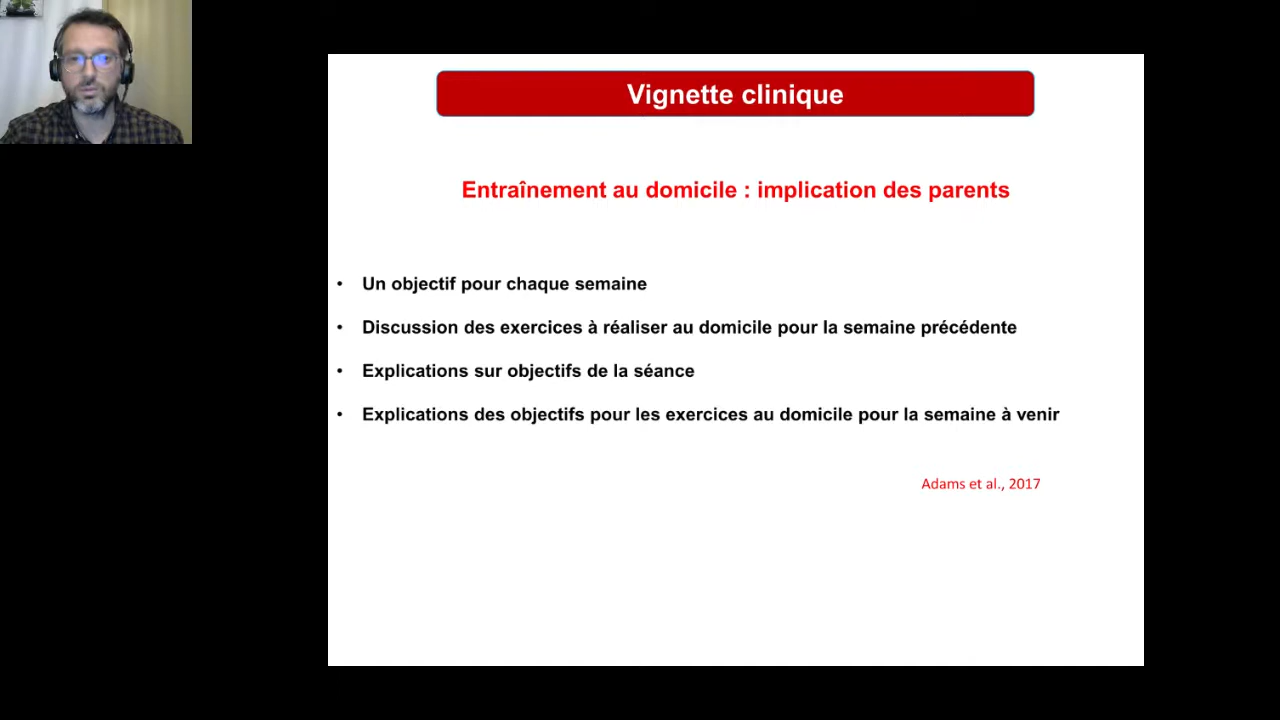 Vignette clinique
Entraînement au domicile : implication des parents
• Un objectif pour chaque semaine
• Discussion des exercices à réaliser au domicile pour la semaine précédente
• Explications sur objectifs de la séance
• Explications des objectifs pour les exercices au domicile pour la semaine à venir
Adams et al., 2017